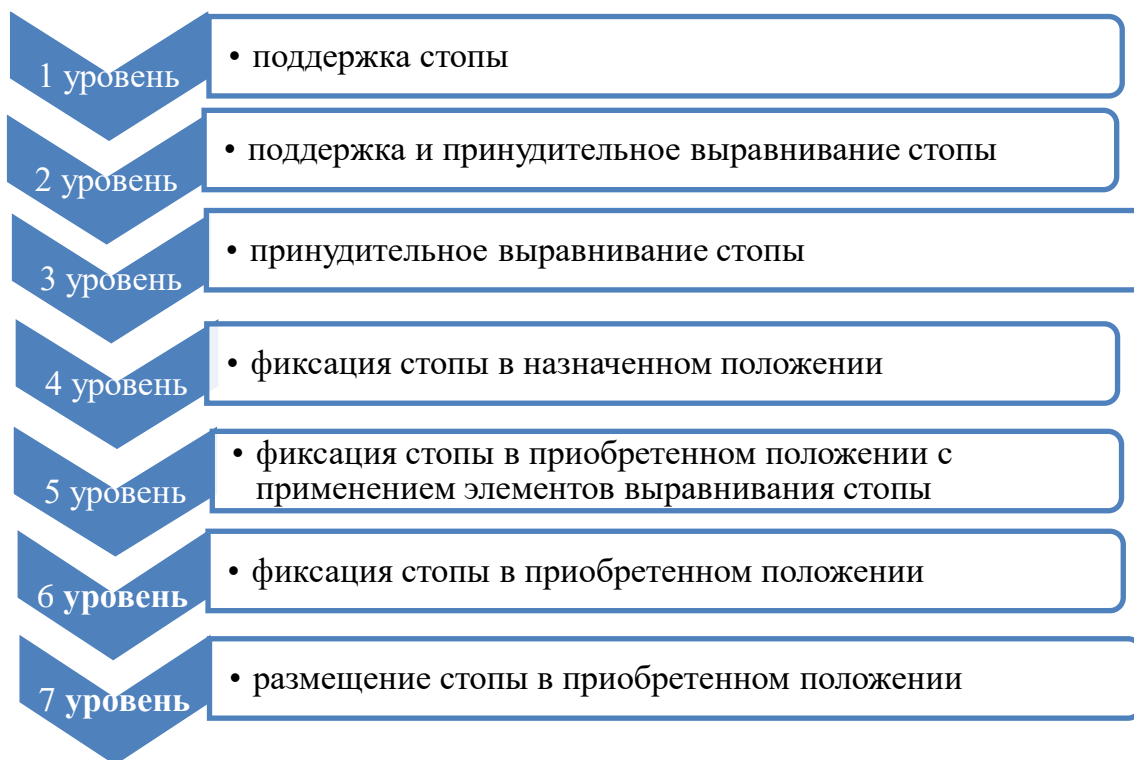 1 уровень
• поддержка стопы
2 уровень
• поддержка и принудительное выравнивание стопы
3 уровень
• принудительное выравнивание стопы
4 уровень
• фиксация стопы в назначенном положении
5 уровень
• фиксация стопы в приобретенном положении с
применением элементов выравнивания стопы
6 уровень
• фиксация стопы в приобретенном положении
7 уровень
• размещение стопы в приобретенном положении